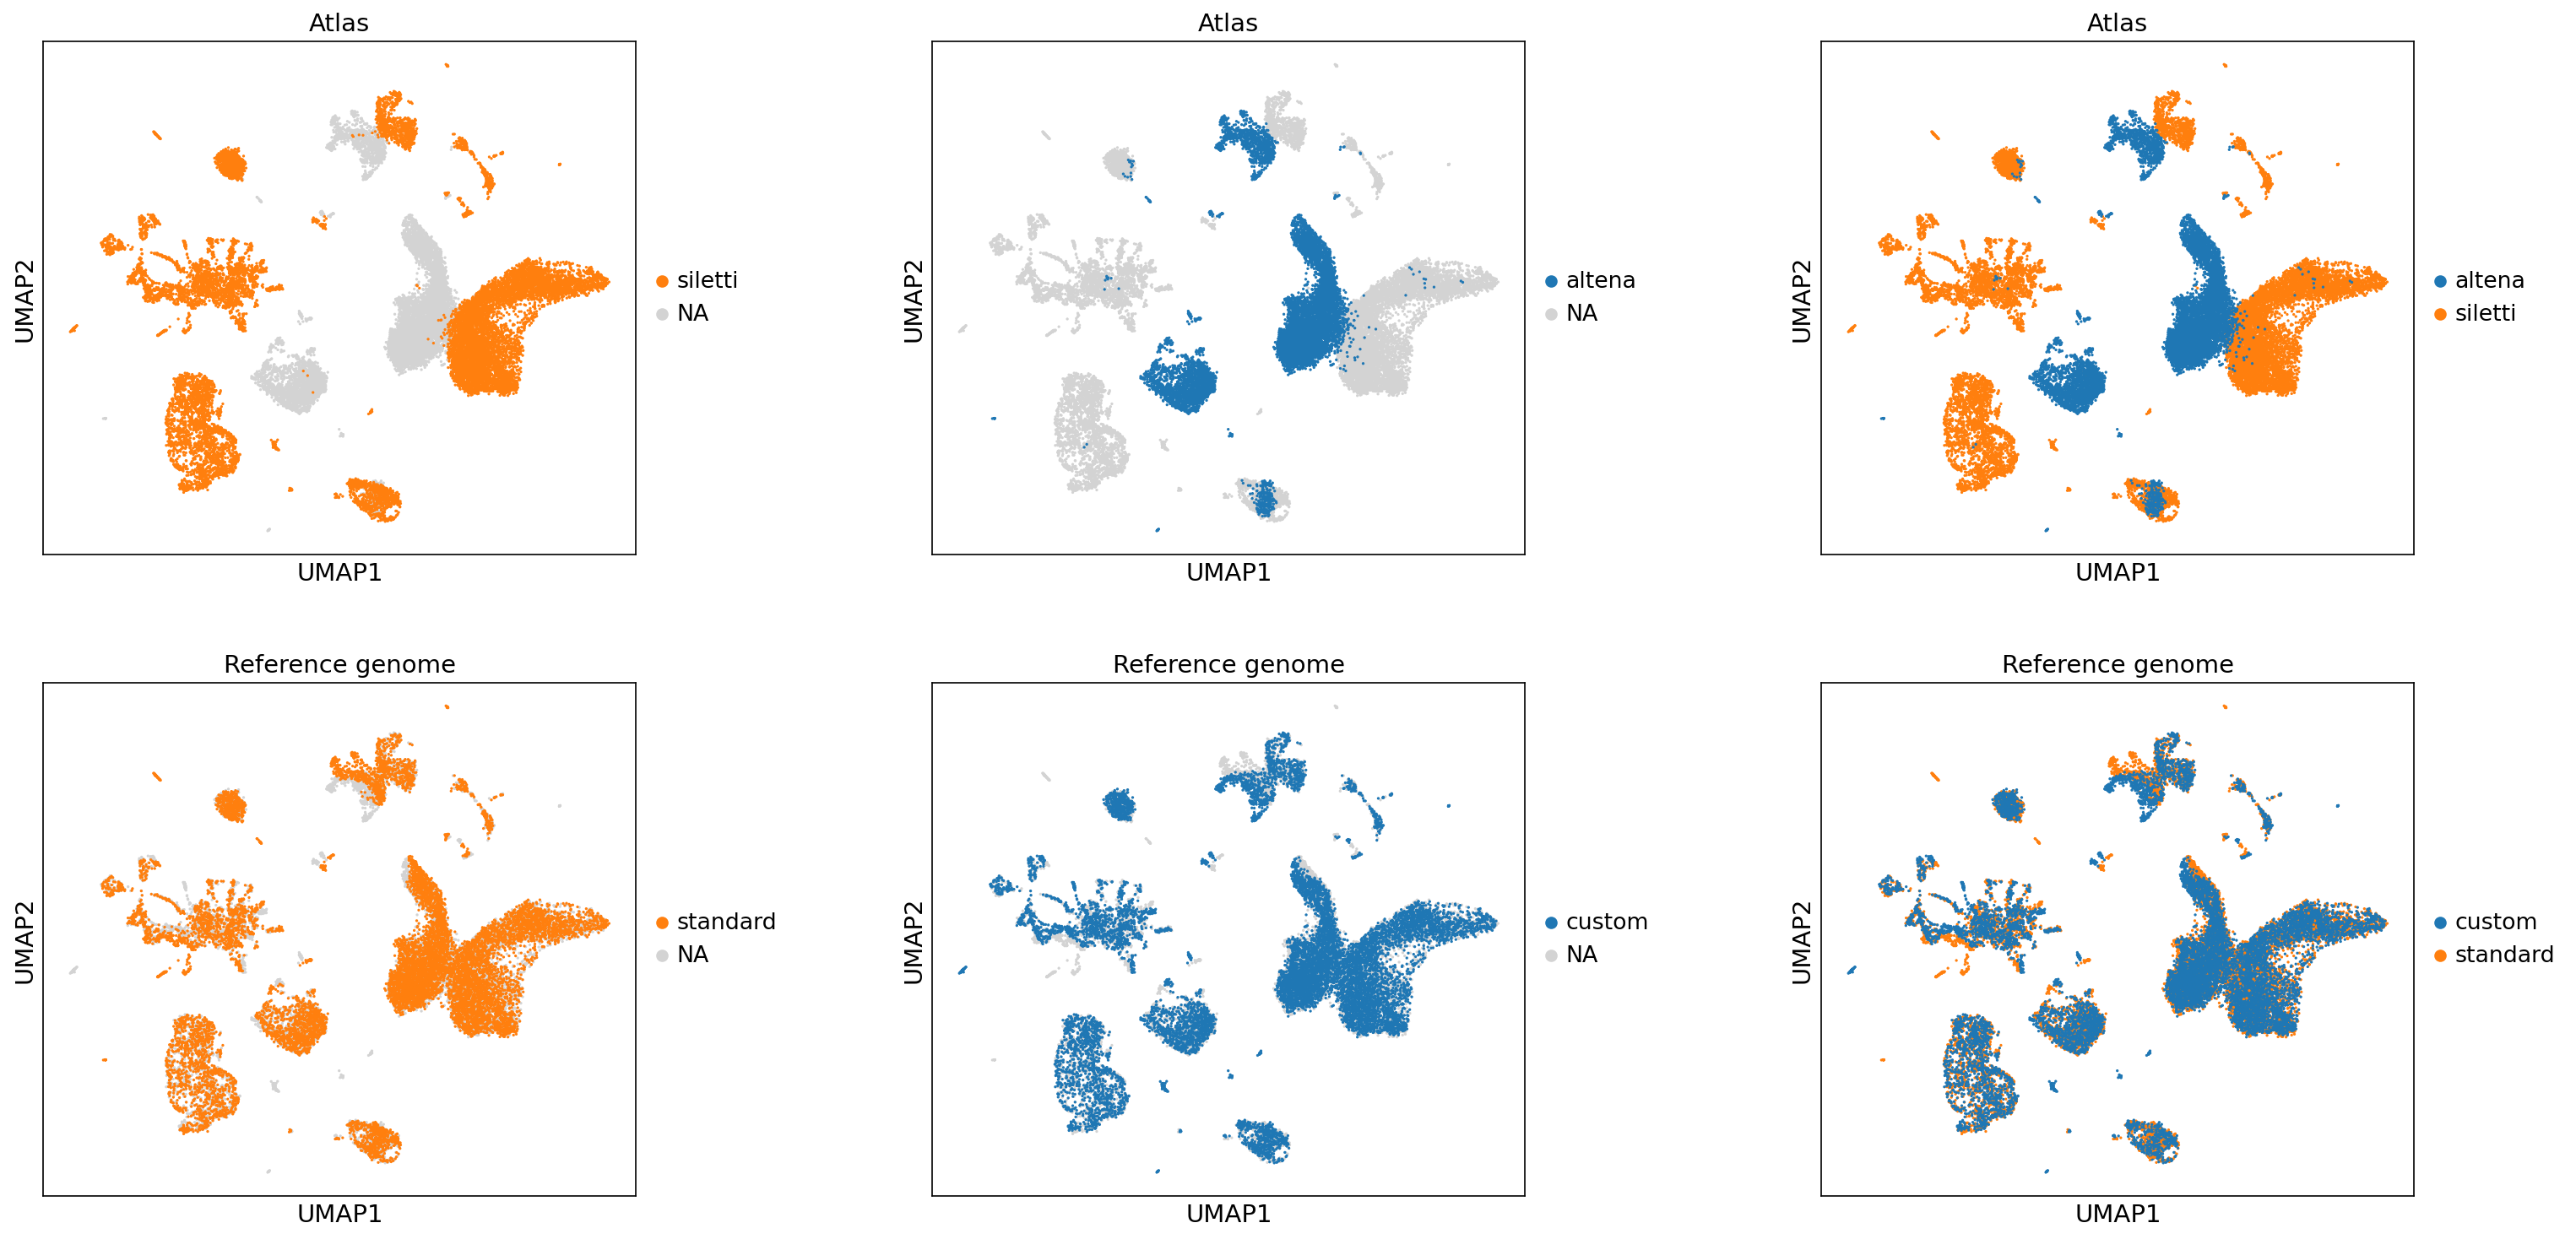 Atlas
UMAP2
siletti
NA
UMAP1
Atlas
UMAP2
altena
NA
UMAP1
Atlas
UMAP2
altena
siletti
UMAP1
Reference genome
UMAP2
standard
NA
UMAP1
Reference genome
UMAP2
custom
NA
UMAP1
Reference genome
UMAP2
custom
standard
UMAP1